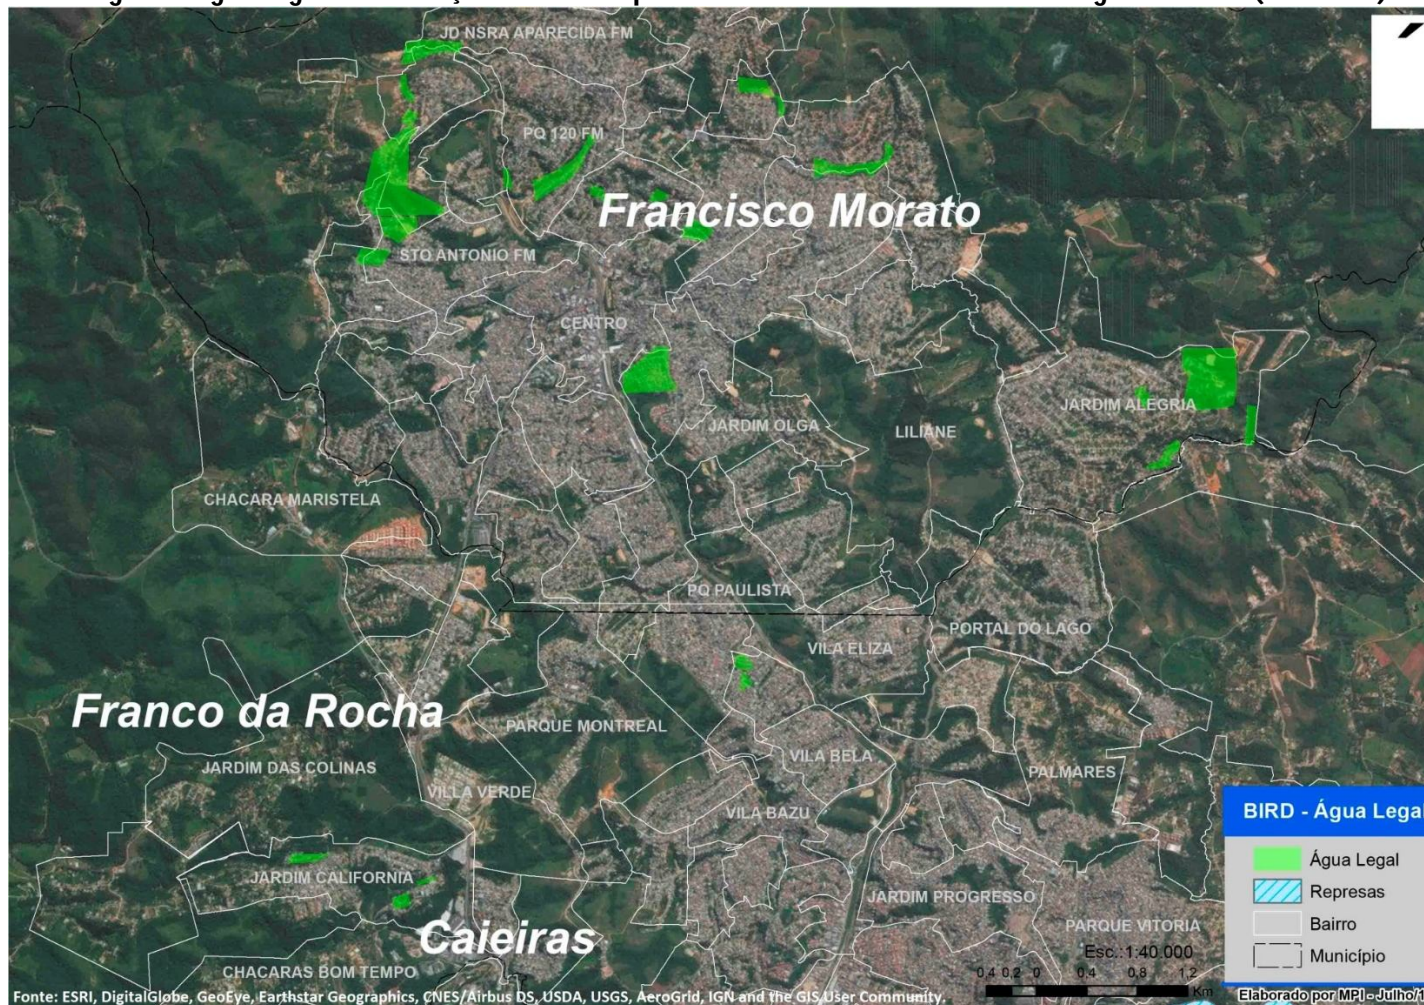 JD NSRA APARECIDA FM
PQ 120 FM
Francisco Morato
STO ANTONIO FM
CENTRO
JARDIM ALEGRIA
JARDIM OLGA
LILIANE
CHACARA MARISTELA
PQ PAULISTA
PORTAL DO LAGO
VILA ELIZA
Franco da Rocha
PARQUE MONTREAL
VILA BELA
JARDIM DAS COLINAS
PALMARES
VILLA VERDE
VILA BAZU
BIRD - Água Legal
Água Legal
Represas
Bairro
Município
JARDIM CALIFORNIA
JARDIM PROGRESSO
PARQUE VITORIA
Caieiras
Esc.:1:40.000
CHACARAS BOM TEMPO
0,4 0,2 0 0,4 0,8 1,2
Km
Fonte: ESRI, DigitalGlobe, GeoEye, Earthstar Geographics, CNES/Airbus DS, USDA, USGS, AeroGrid, IGN and the GIS User Community.
Elaborado por MPI - Julho/